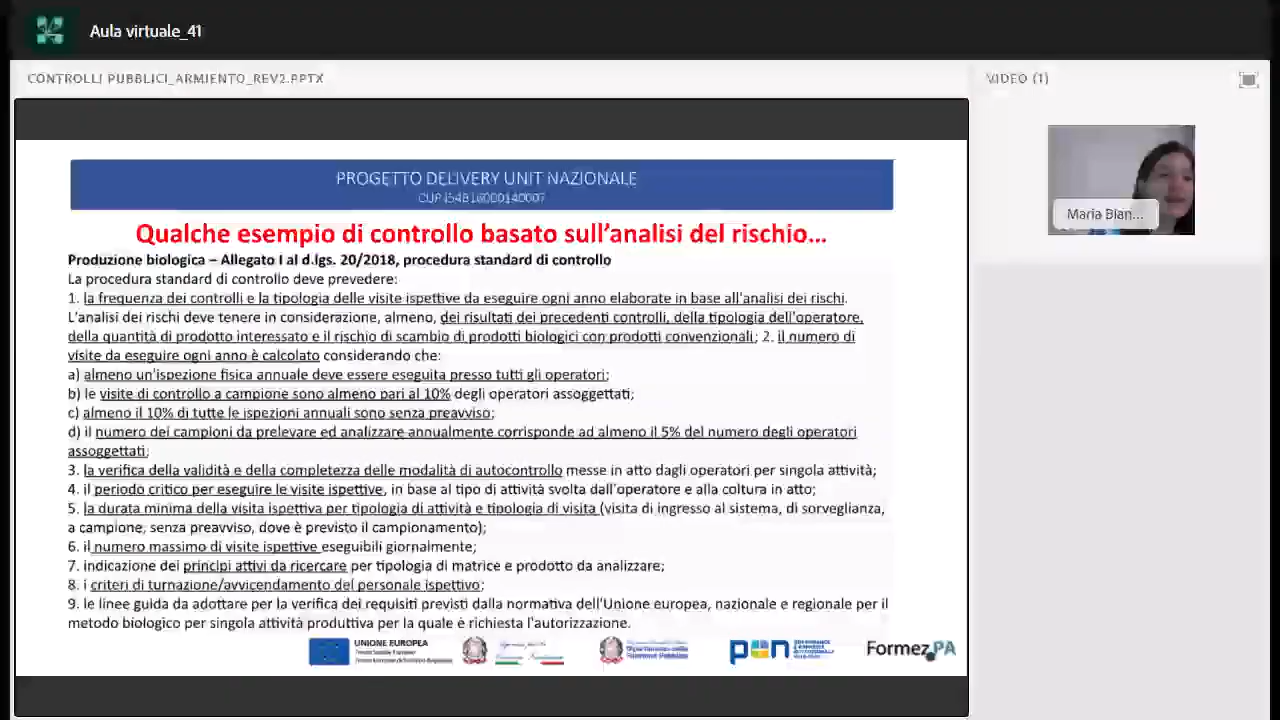 Aula virtuale_41
CONTROLLI PUBBLICI_ARMIENTO_REV2.PPTX
VIDEO (1)
PROGETTO DELIVERY UNIT NAZIONALE
CUP J54B16000140007
Qualche esempio di controllo basato sull'analisi del rischio...
Produzione biologica – Allegato I al d.lgs. 20/2018, procedura standard di controllo
La procedura standard di controllo deve prevedere:
1. la frequenza dei controlli e la tipologia delle visite ispettive da eseguire ogni anno elaborate in base all'analisi dei rischi.
L'analisi dei rischi deve tenere in considerazione, almeno, dei risultati dei precedenti controlli, della tipologia dell'operatore,
della quantità di prodotto interessato e il rischio di scambio di prodotti biologici con prodotti convenzionali; 2. il numero di
visite da eseguire ogni anno è calcolato considerando che:
a) almeno un'ispezione fisica annuale deve essere eseguita presso tutti gli operatori;
b) le visite di controllo a campione sono almeno pari al 10% degli operatori assoggettati;
c) almeno il 10% di tutte le ispezioni annuali sono senza preavviso;
d) il numero dei campioni da prelevare ed analizzare annualmente corrisponde ad almeno il 5% del numero degli operatori
assoggettati;
3. la verifica della validità e della completezza delle modalità di autocontrollo messe in atto dagli operatori per singola attività;
4. il periodo critico per eseguire le visite ispettive, in base al tipo di attività svolta dall'operatore e alla coltura in atto;
5. la durata minima della visita ispettiva per tipologia di attività e tipologia di visita (visita di ingresso al sistema, di sorveglianza,
a campione, senza preavviso, dove è previsto il campionamento);
6. il numero massimo di visite ispettive eseguibili giornalmente;
7. indicazione dei principi attivi da ricercare per tipologia di matrice e prodotto da analizzare;
8. i criteri di turnazione/avvicendamento del personale ispettivo;
9. le linee guida da adottare per la verifica dei requisiti previsti dalla normativa dell'Unione europea, nazionale e regionale per il
metodo biologico per singola attività produttiva per la quale è richiesta l'autorizzazione.
Maria Bian...
UNIONE EUROPEA
pon
Formez PA